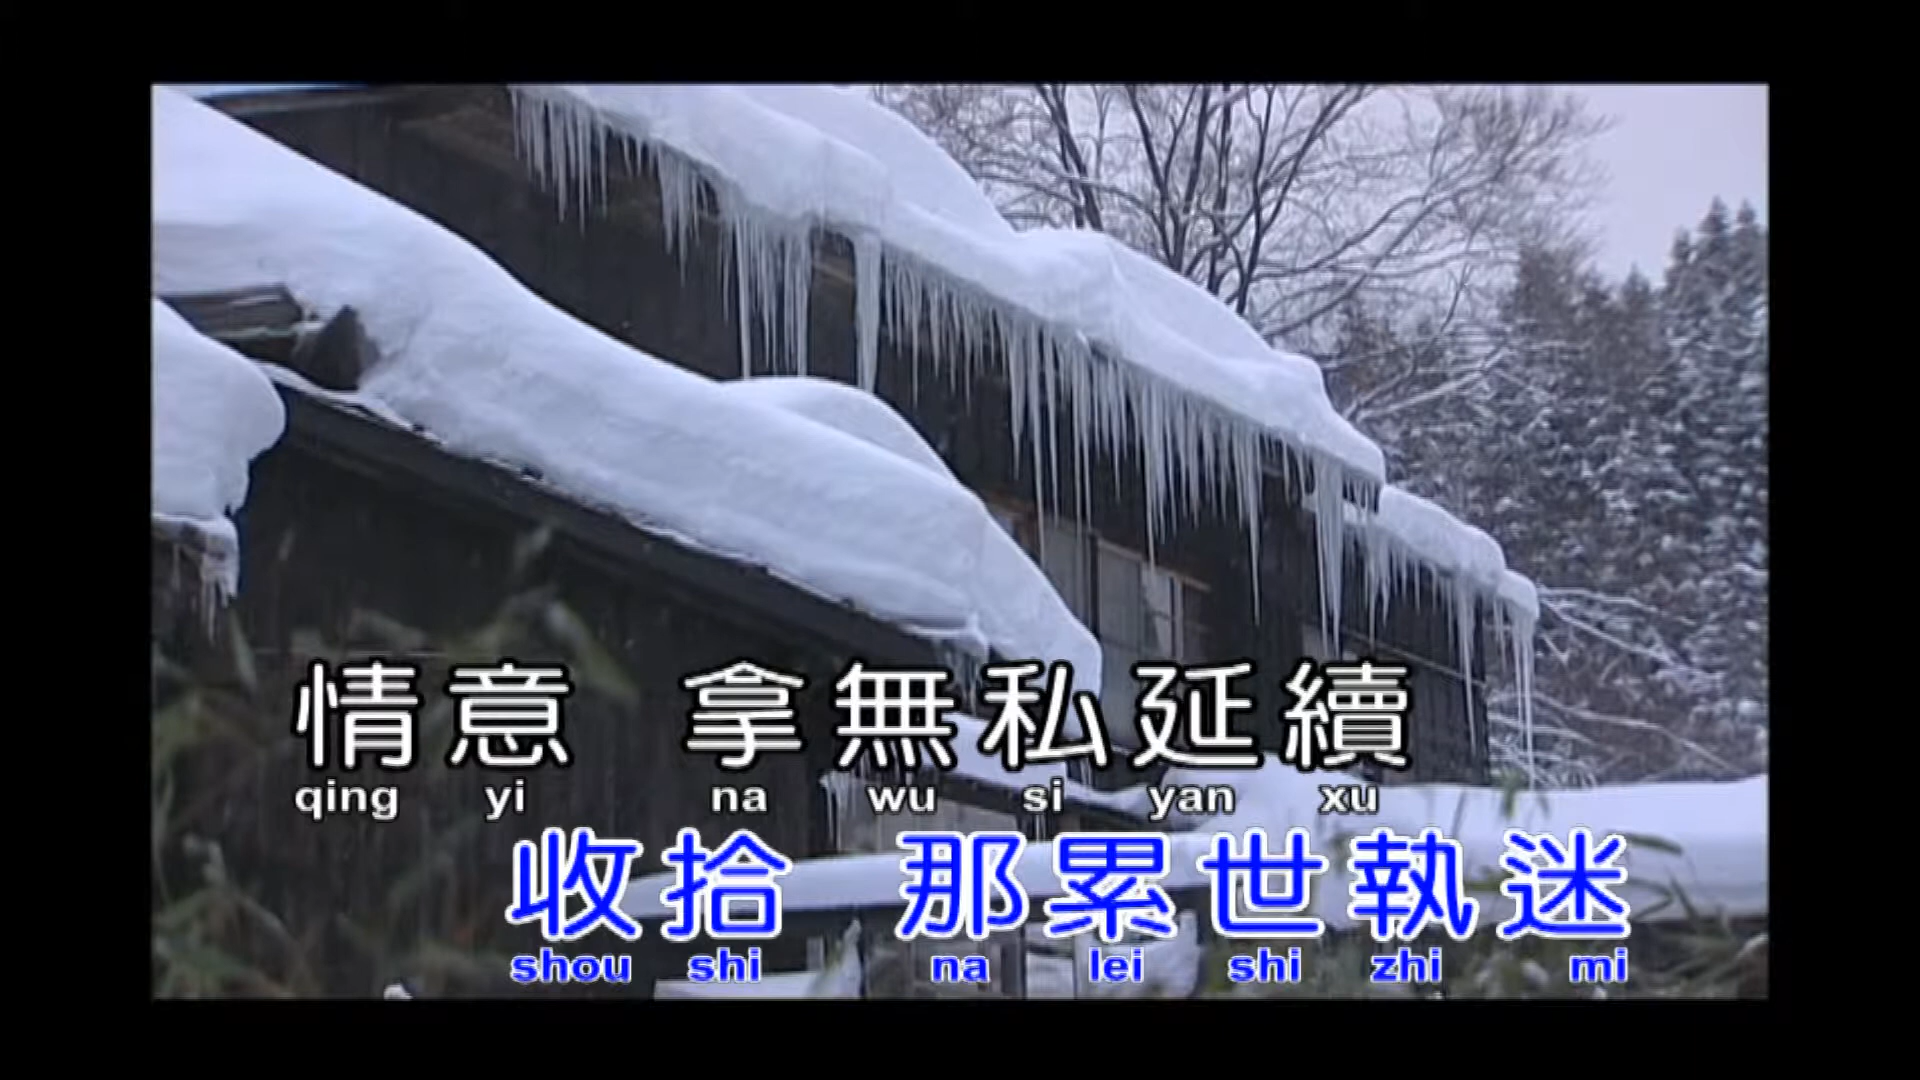 情意 拿無私延續
qing yi na wu si yan xu
收拾 那累世執迷
shou shi na lei shi zhi mi